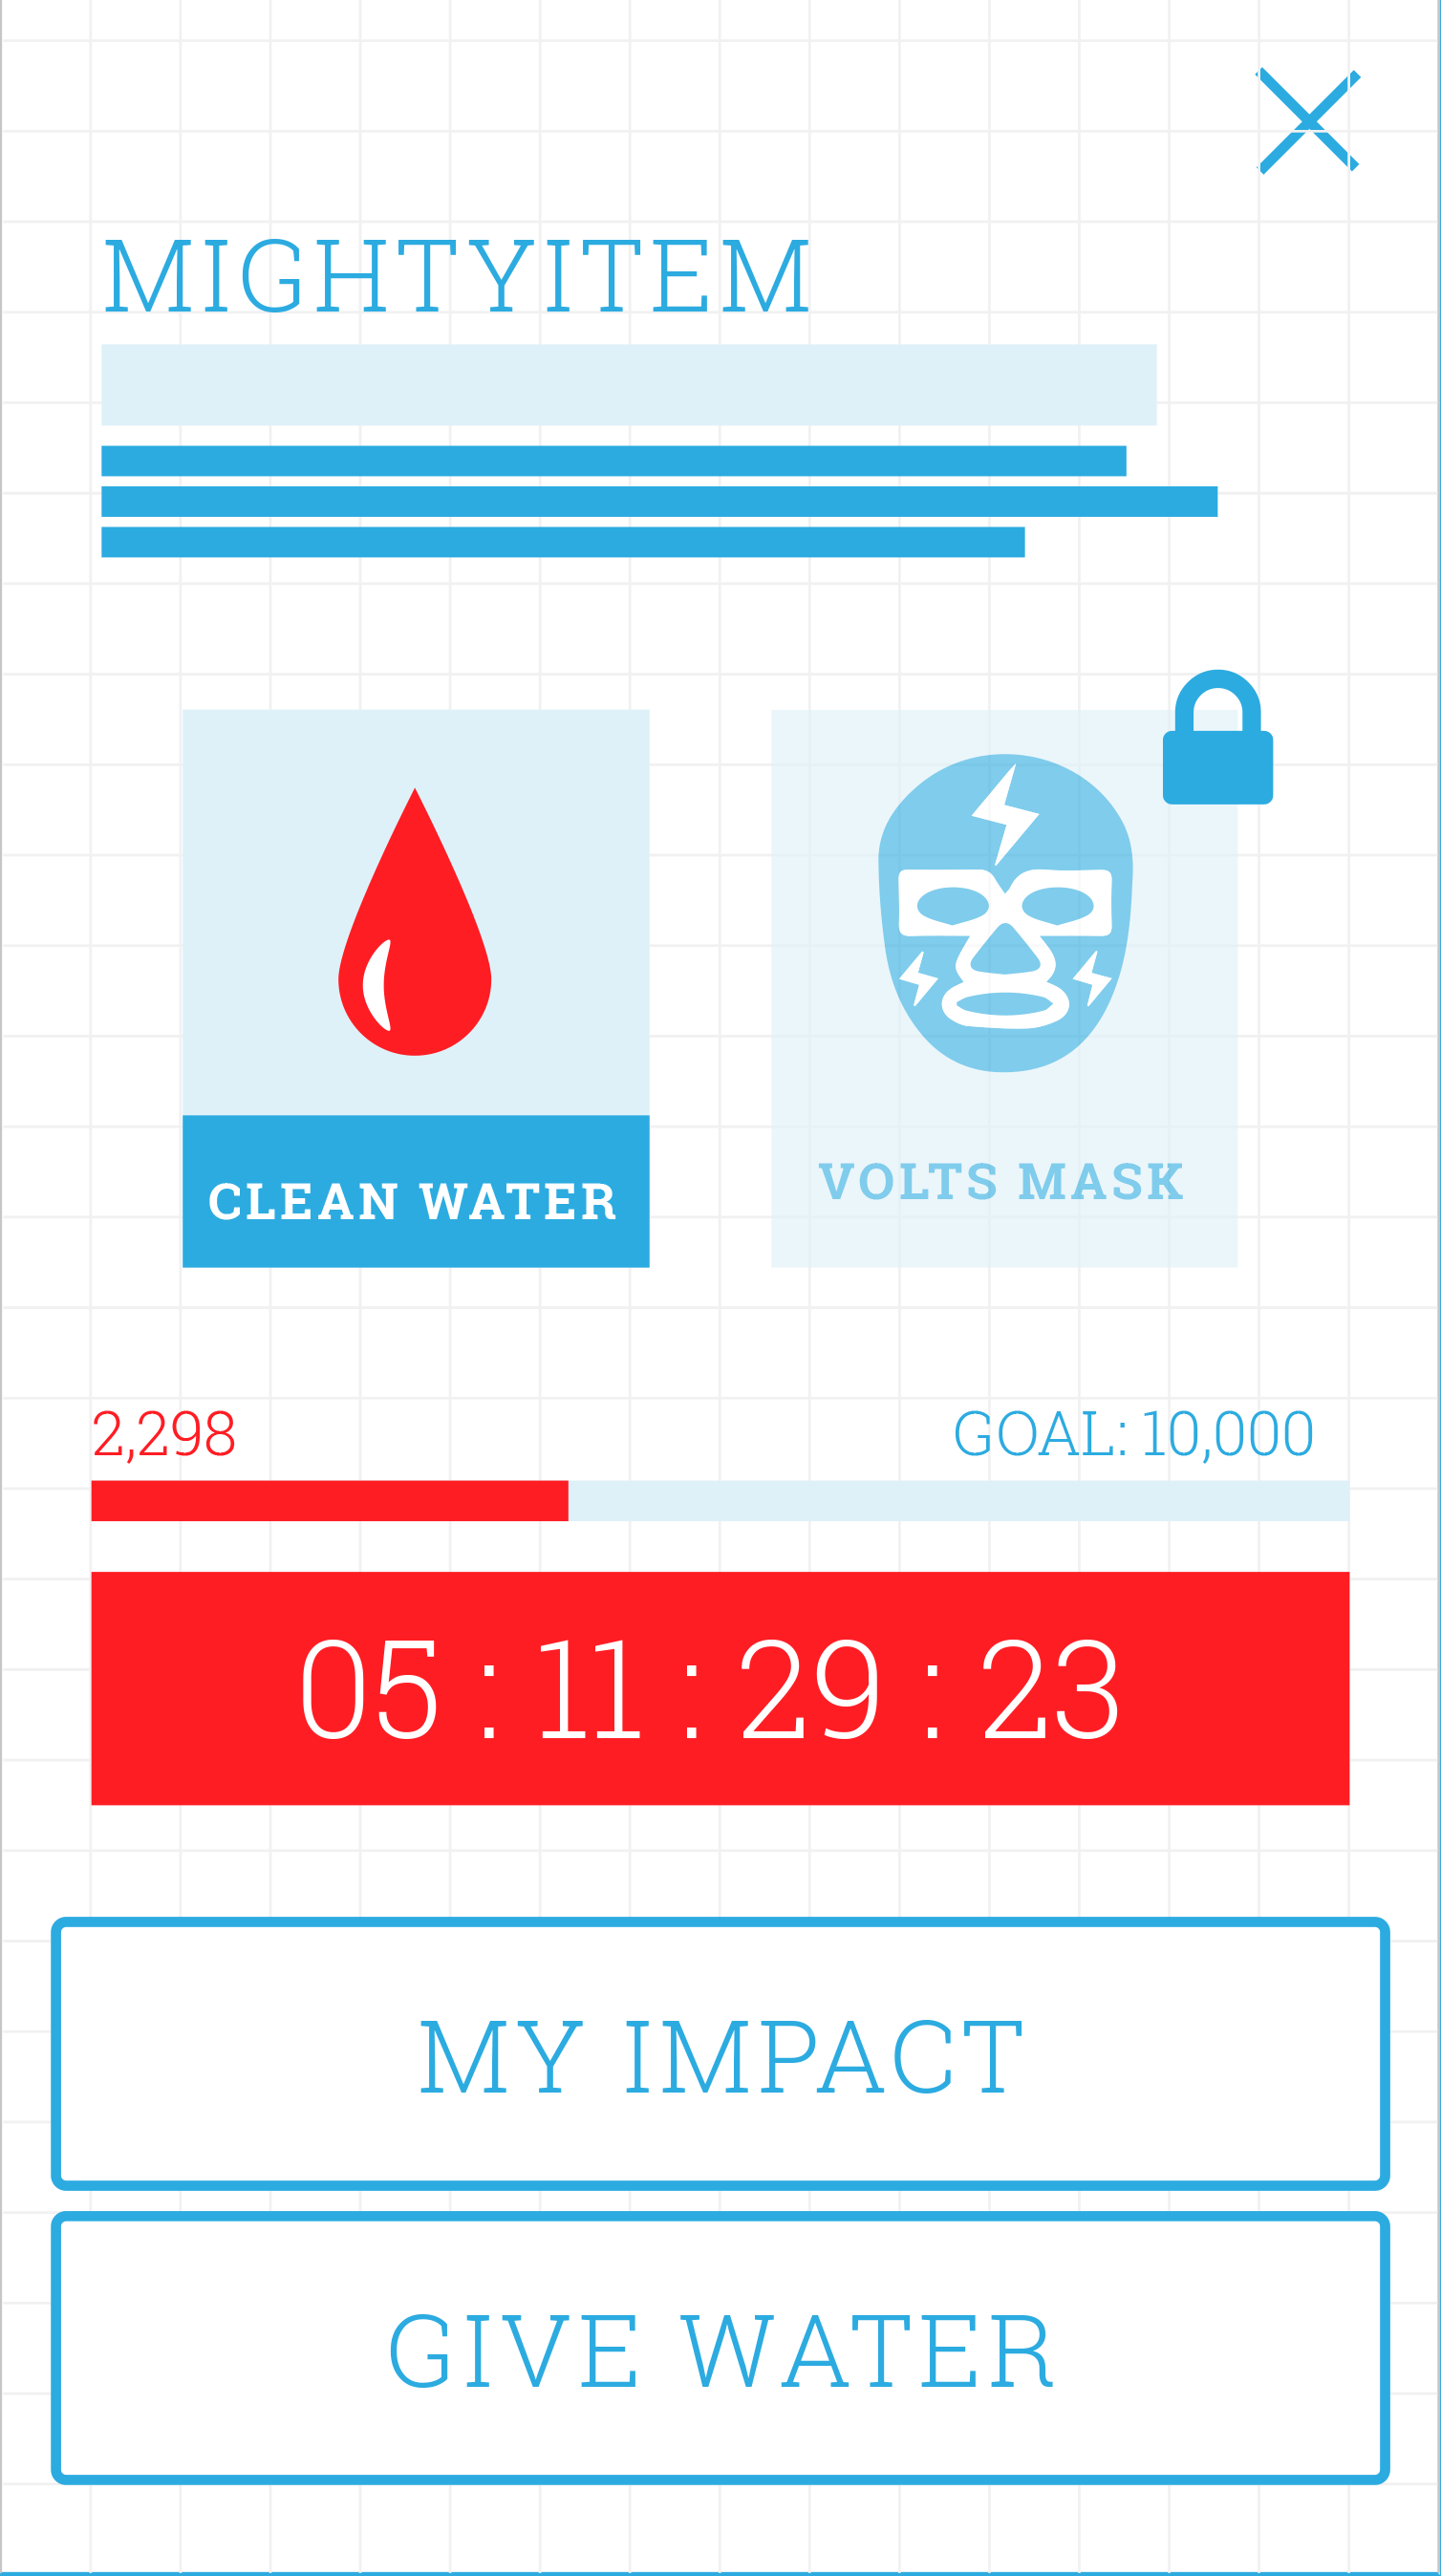 MIGHTYITEM
CLEAN WATER
VOLTS MASK
2,298
GOAL: 10,000
05 : 11 : 29 : 23
MY IMPACT
GIVE WATER